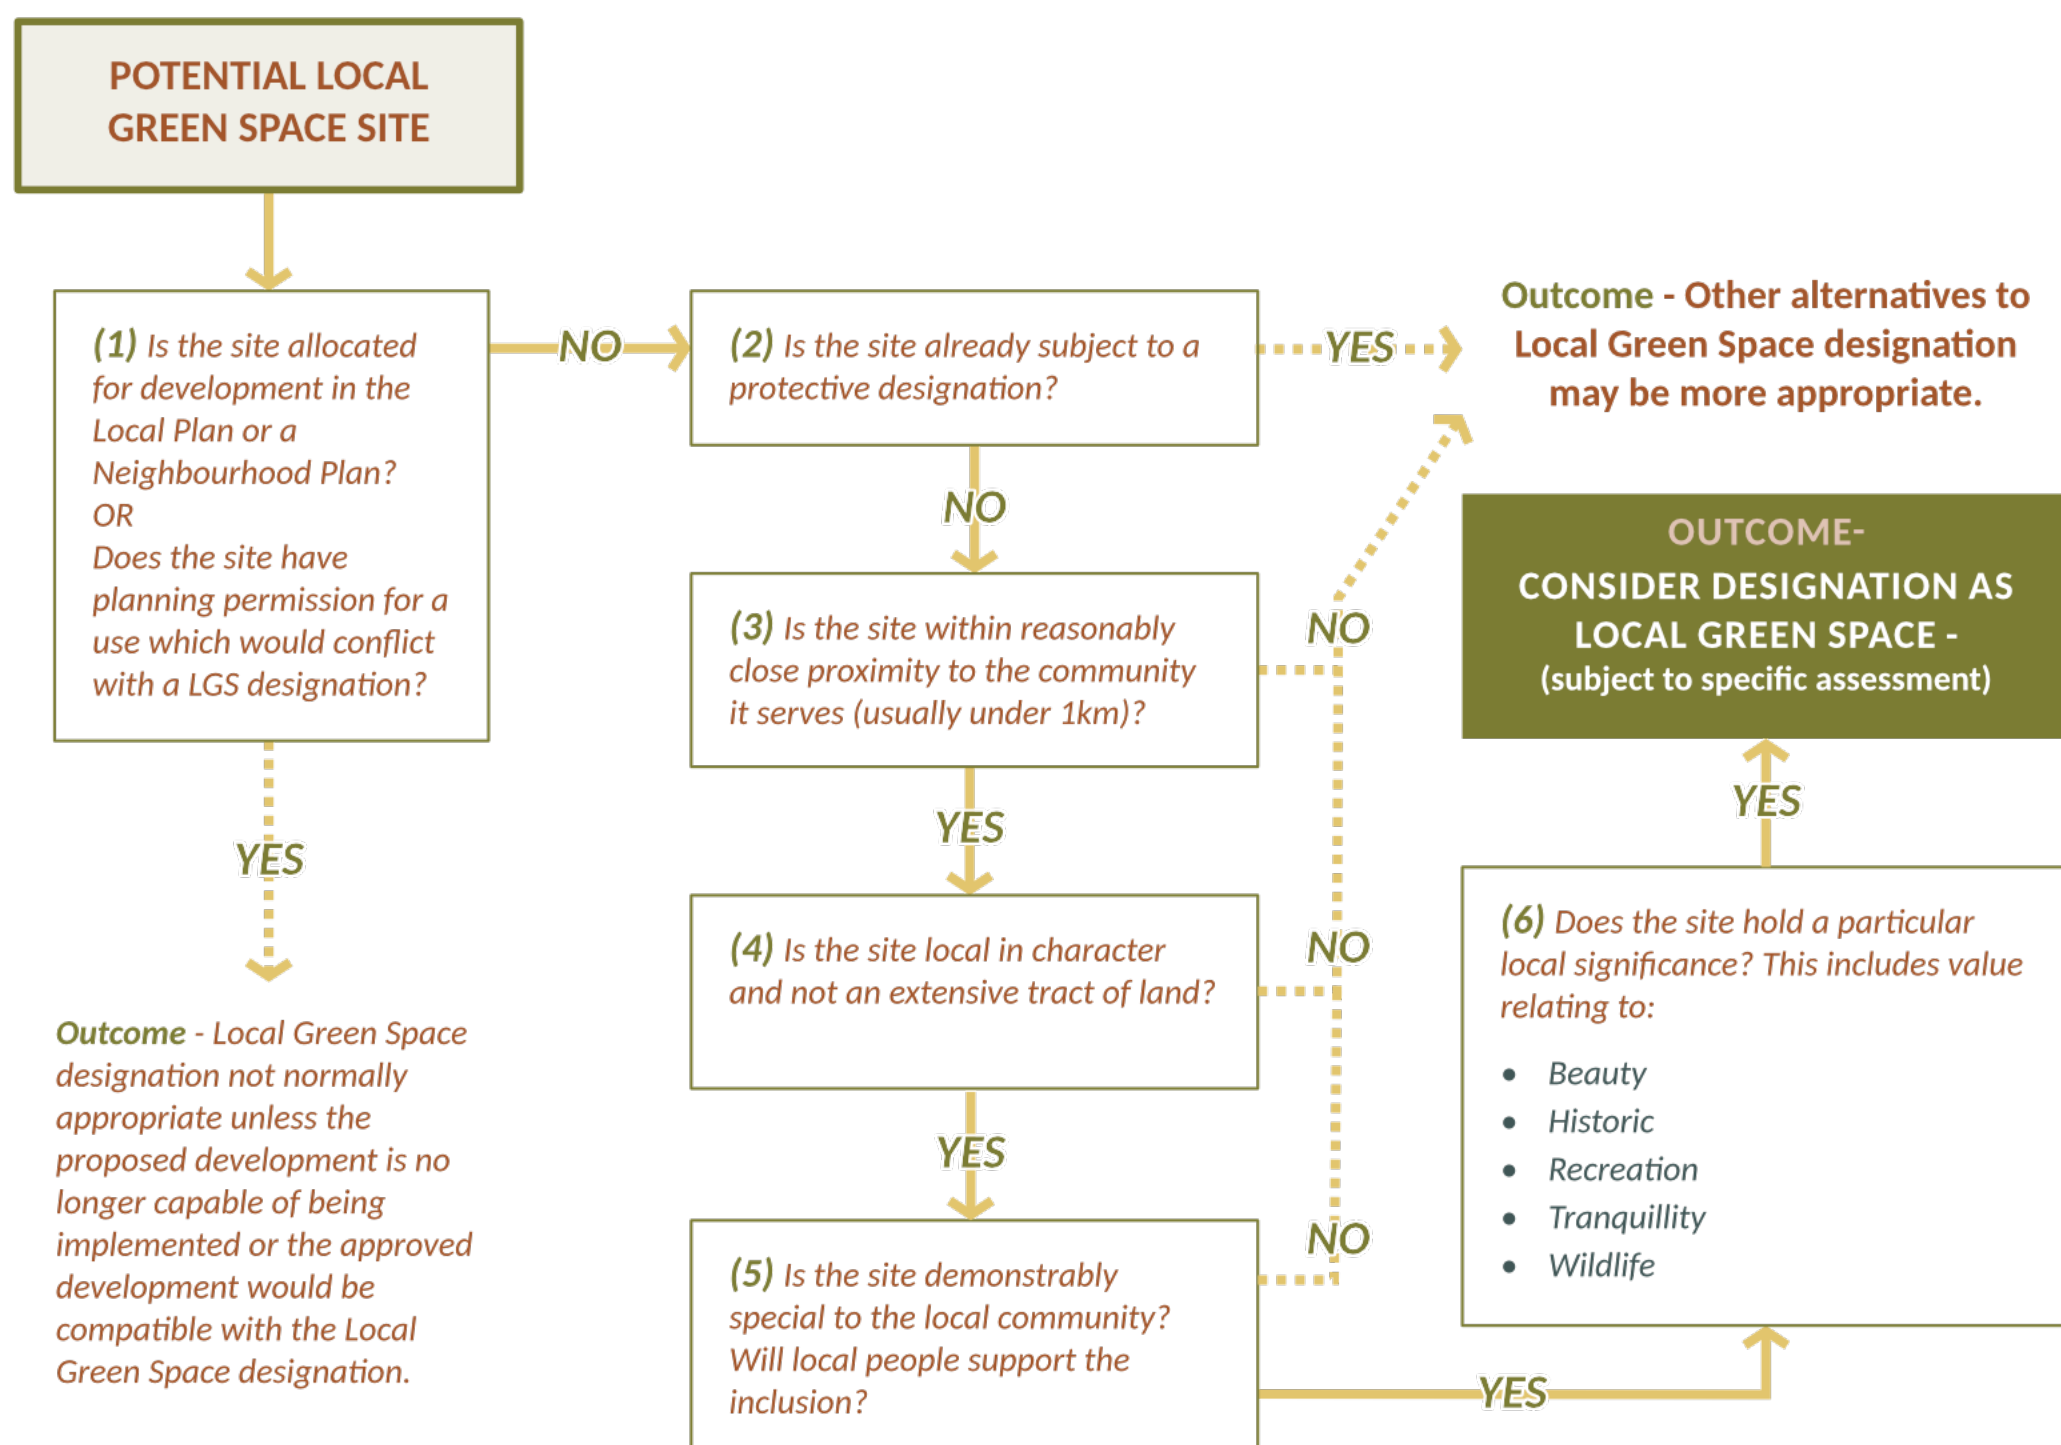 POTENTIAL LOCAL
GREEN SPACE SITE
(1) Is the site allocated
for development in the
Local Plan or a
Neighbourhood Plan?
OR
Does the site have
planning permission for a
use which would conflict
with a LGS designation?
NO
YES
Outcome - Local Green Space
designation not normally
appropriate unless the
proposed development is no
longer capable of being
implemented or the approved
development would be
compatible with the Local
Green Space designation.
(2) Is the site already subject to a
protective designation?
YES
NO
Outcome - Other alternatives to
Local Green Space designation
may be more appropriate.
(3) Is the site within reasonably
close proximity to the community
it serves (usually under 1km)?
NO
YES
(4) Is the site local in character
and not an extensive tract of land?
NO
YES
(5) Is the site demonstrably
special to the local community?
Will local people support the
inclusion?
NO
YES
(6) Does the site hold a particular
local significance? This includes value
relating to:
• Beauty
• Historic
• Recreation
• Tranquillity
• Wildlife
YES
OUTCOME-
CONSIDER DESIGNATION AS
LOCAL GREEN SPACE -
(subject to specific assessment)